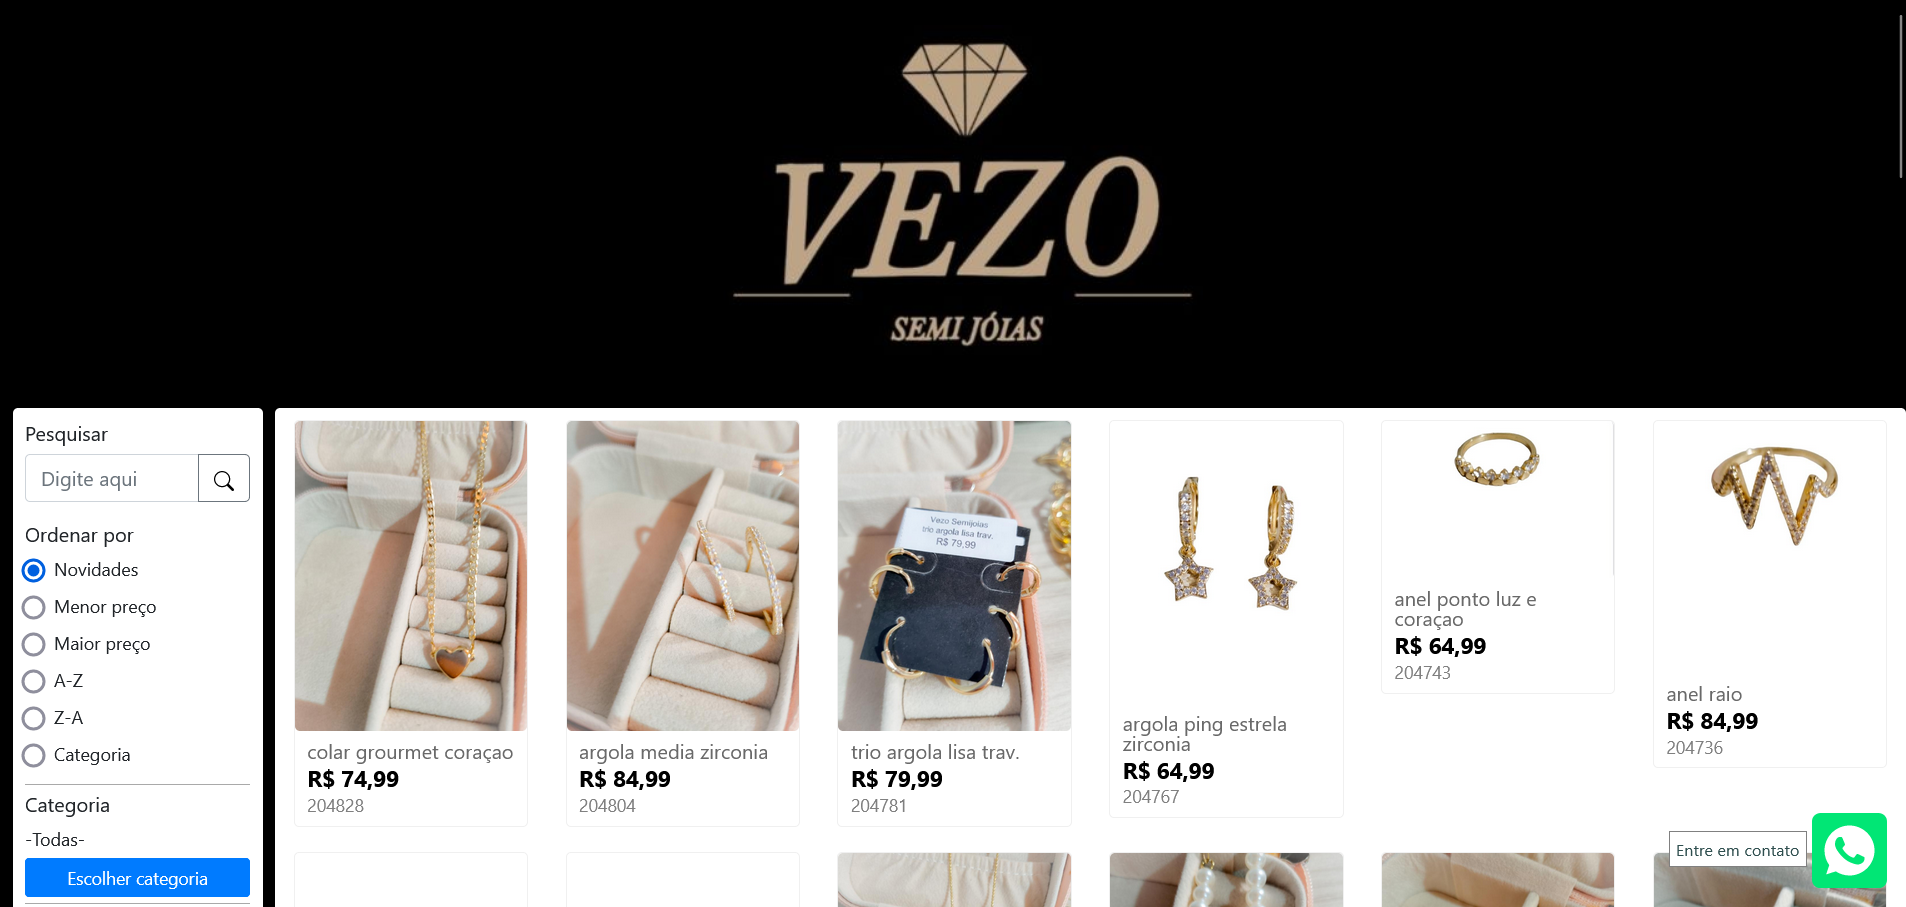 VEZO
SEMI JÓIAS
Pesquisar
Digite aqui
Ordenar por
Novidades
Menor preço
Maior preço
A-Z
Z-A
Categoria
Categoria
-Todas-
Escolher categoria
colar grourmet coraçao
R$ 74,99
204828
argola media zirconia
R$ 84,99
204804
Vezo Semijoias
trio argola lisa trav.
R$ 79,99
trio argola lisa trav.
R$ 79,99
204781
argola ping estrela
zirconia
R$ 64,99
204767
anel ponto luz e
coraçao
R$ 64,99
204743
anel raio
R$ 84,99
204736
Entre em contato